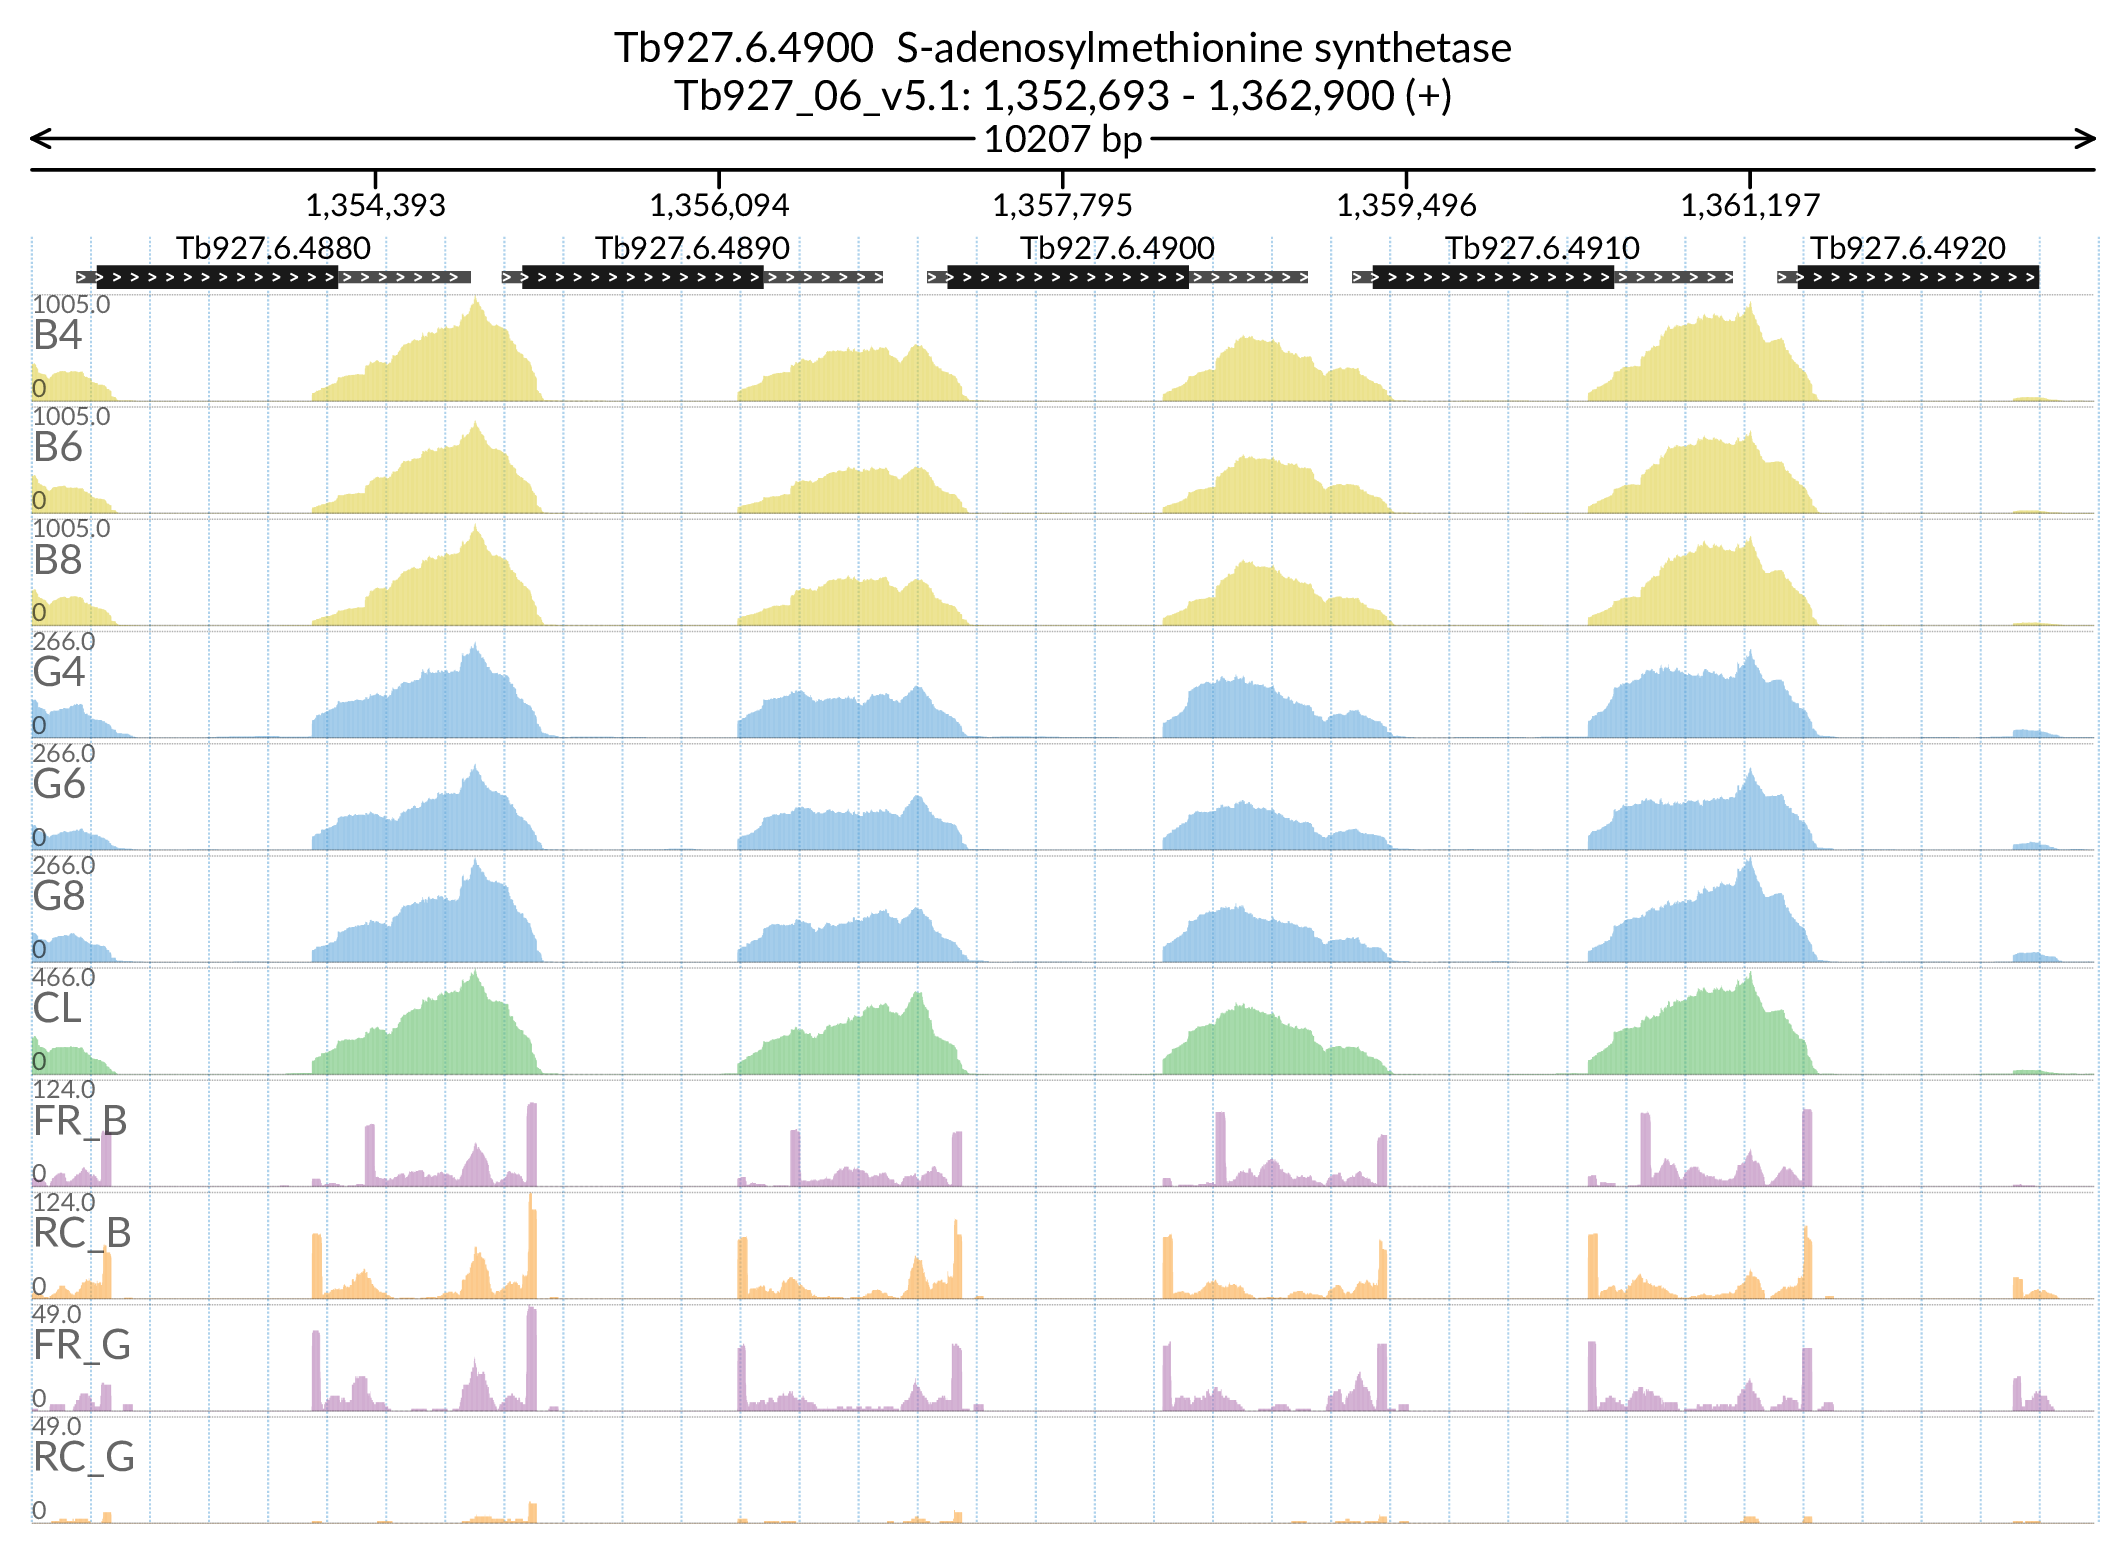 Tb927.6.4900  S-adenosylmethionine synthetase
Tb927_06_v5.1: 1,352,693 - 1,362,900 (+)
10207 bp
1,354,393 1,356,094 1,357,795 1,359,496 1,361,197
Tb927.6.4880 Tb927.6.4890 Tb927.6.4900 Tb927.6.4910 Tb927.6.4920
1005.0
B4
0
1005.0
B6
0
1005.0
B8
0
266.0
G4
0
266.0
G6
0
266.0
G8
0
466.0
CL
0
124.0
FR_B
0
124.0
RC_B
0
49.0
FR_G
0
49.0
RC_G
0